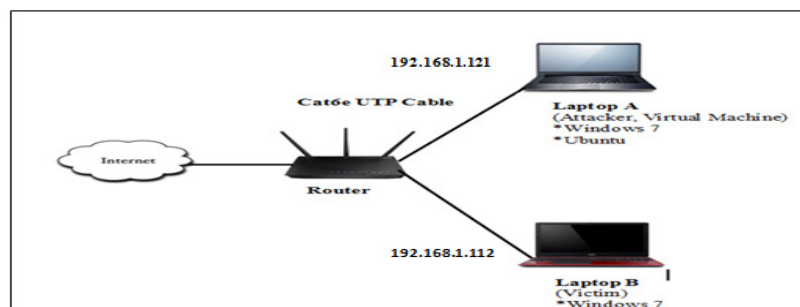 192.168.1.121
Cat6e UTP Cable
Laptop A
(Attacker, Virtual Machine)
*Windows 7
*Ubuntu
Internet
Router
192.168.1.112
Laptop B
(Victim)
*Windows 7